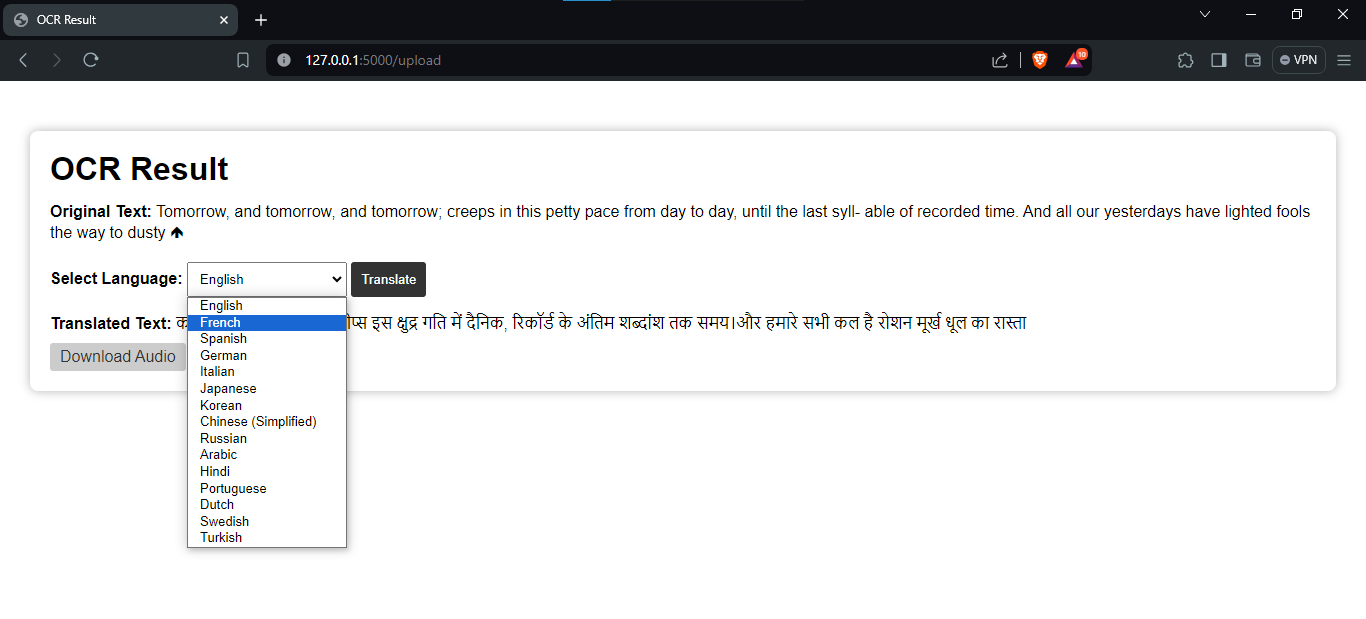 OCR Result
127.0.0.1:5000/upload
10
VPN
OCR Result
Original Text: Tomorrow, and tomorrow, and tomorrow; creeps in this petty pace from day to day, until the last syll- able of recorded time. And all our yesterdays have lighted fools
the way to dusty
Select Language: English Translate
English
Translated Text: इस क्षुद्र गति में दैनिक, रिकॉर्ड के अंतिम शब्दांश तक समय।और हमारे सभी कल है रोशन मूर्ख धूल का रास्ता
French
Spanish
Download Audio
German
Italian
Japanese
Korean
Chinese (Simplified)
Russian
Arabic
Hindi
Portuguese
Dutch
Swedish
Turkish